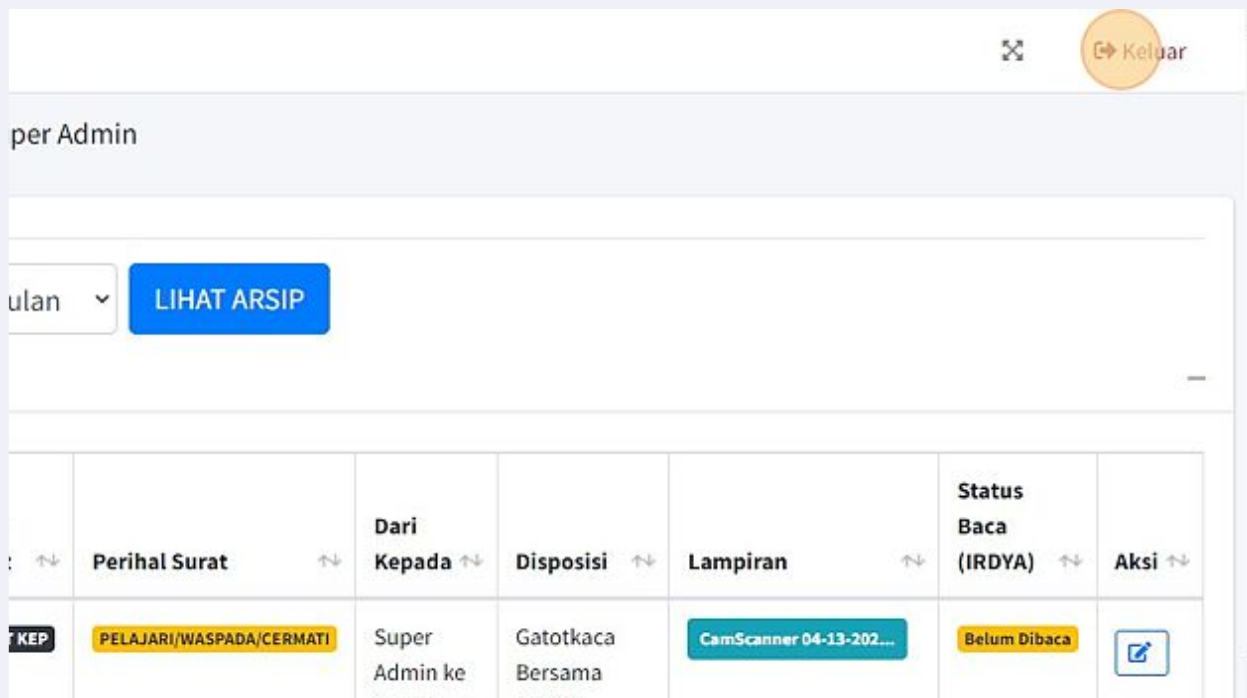 Keluar
per Admin
ulan
LIHAT ARSIP
Perihal Surat
Dari
Kepada
Disposisi
Lampiran
Status
Baca
(IRDYA)
Aksi
T KEP
PELAJARI/WASPADA/CERMATI
Super
Admin ke
Gatotkaca
Bersama
CamScanner 04-13-202...
Belum Dibaca